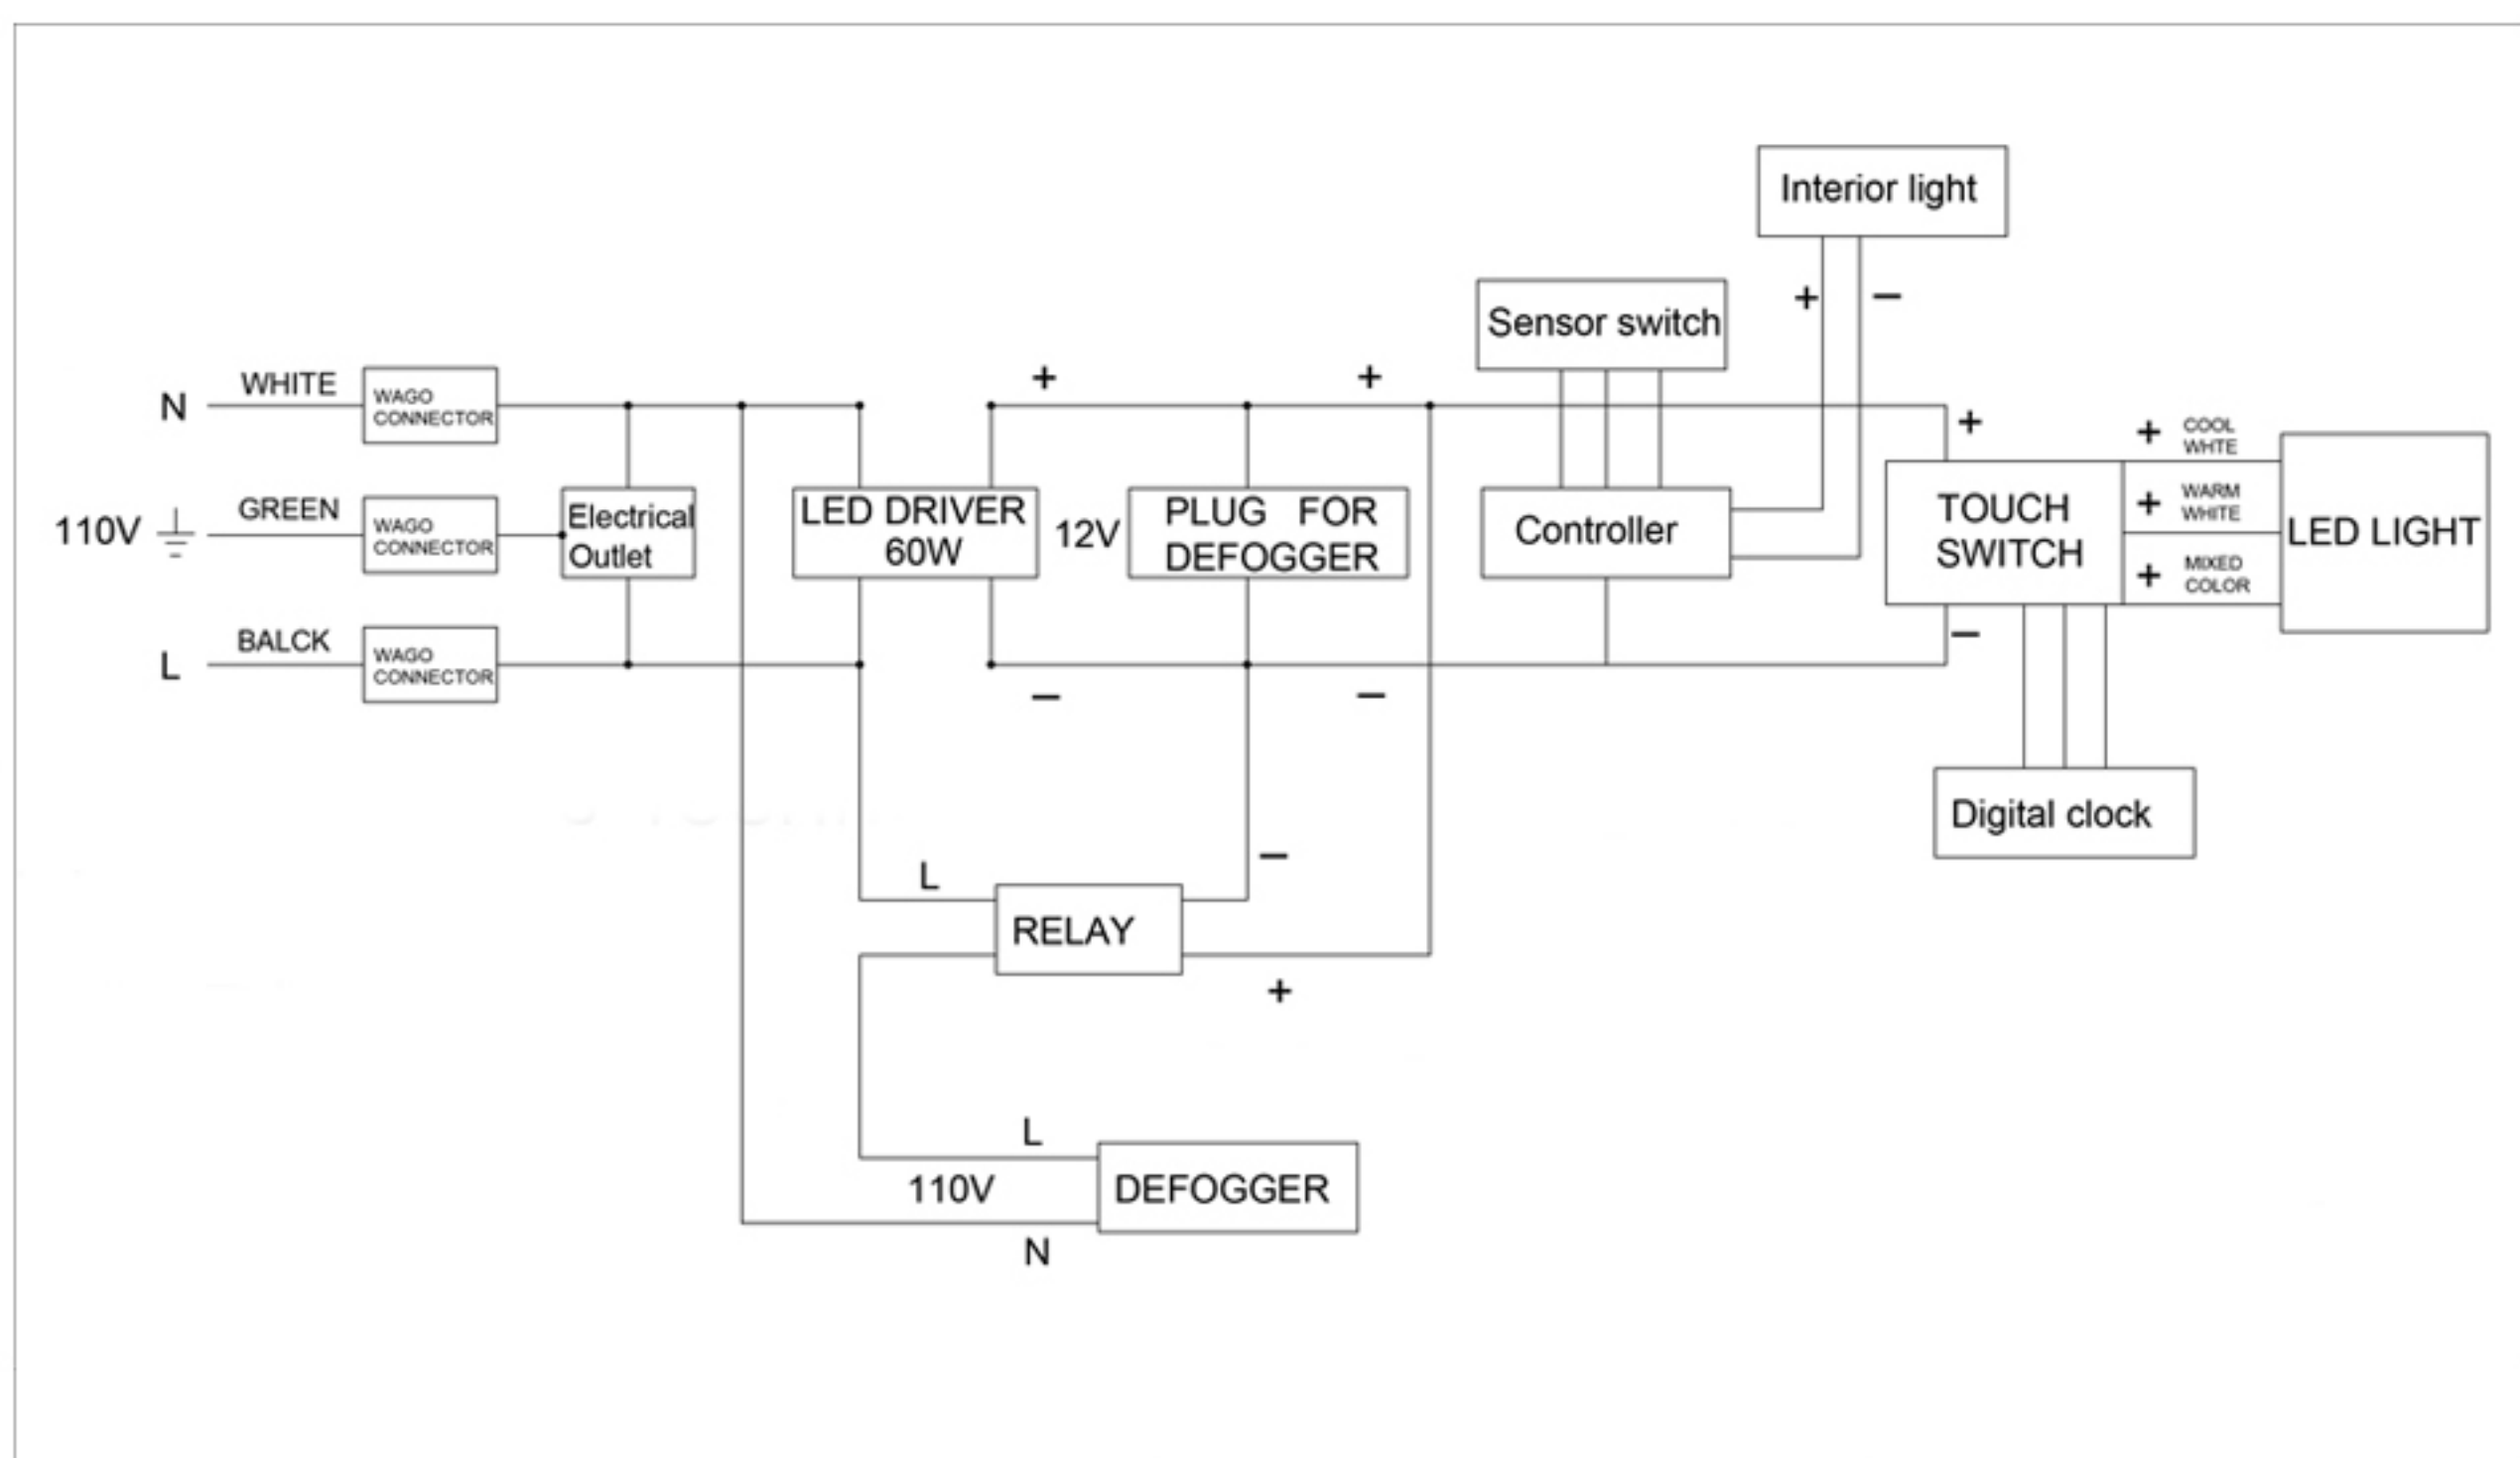 Interior light
+ −
Sensor switch
N WHITE WAGO
CONNECTOR
+ +
110V GREEN WAGO
CONNECTOR
L BALCK WAGO
CONNECTOR
Electrical
Outlet
LED DRIVER
60W
12V
PLUG FOR
DEFOGGER
− −
Controller
+
TOUCH
SWITCH
−
+ COOL
WHTE
+ WARM
WHITE
+ MIXED
COLOR
LED LIGHT
Digital clock
L
RELAY
−
+
L
110V
N
DEFOGGER